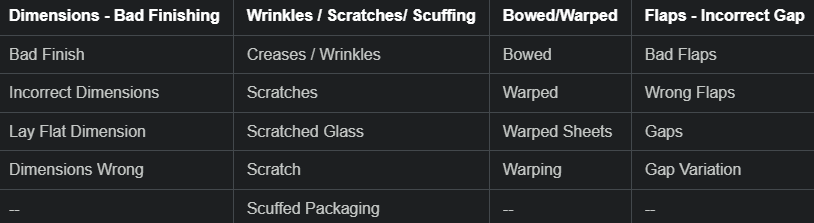 Dimensions - Bad Finishing Wrinkles / Scratches/ Scuffing Bowed/Warped Flaps - Incorrect Gap
Bad Finish Creases / Wrinkles Bowed Bad Flaps
Incorrect Dimensions Scratches Warped Wrong Flaps
Lay Flat Dimension Scratched Glass Warped Sheets Gaps
Dimensions Wrong Scratch Warping Gap Variation
-- Scuffed Packaging -- --